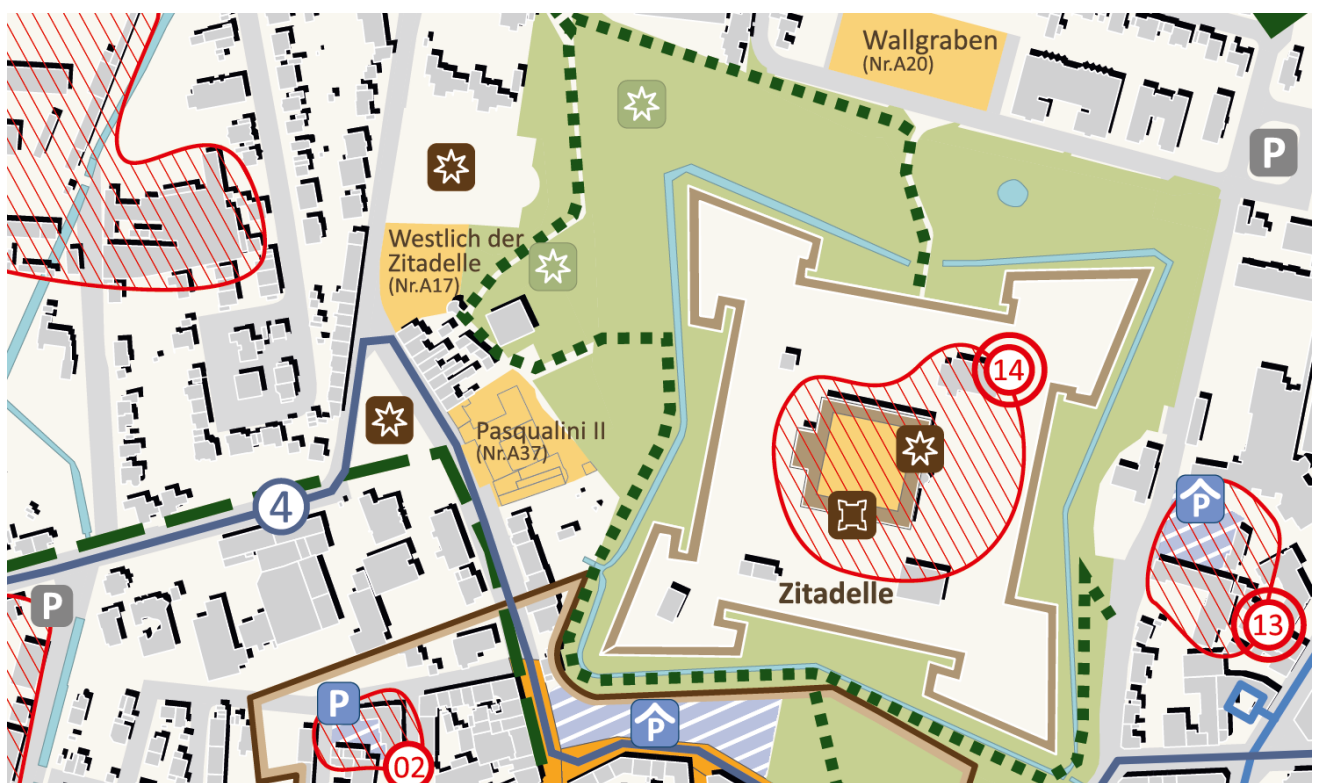 Wallgraben
(Nr.A20)
P
Westlich der
Zitadelle
(Nr.A17)
14
Pasqualini II
(Nr.A37)
4
P
P
Zitadelle
13
P
P
02